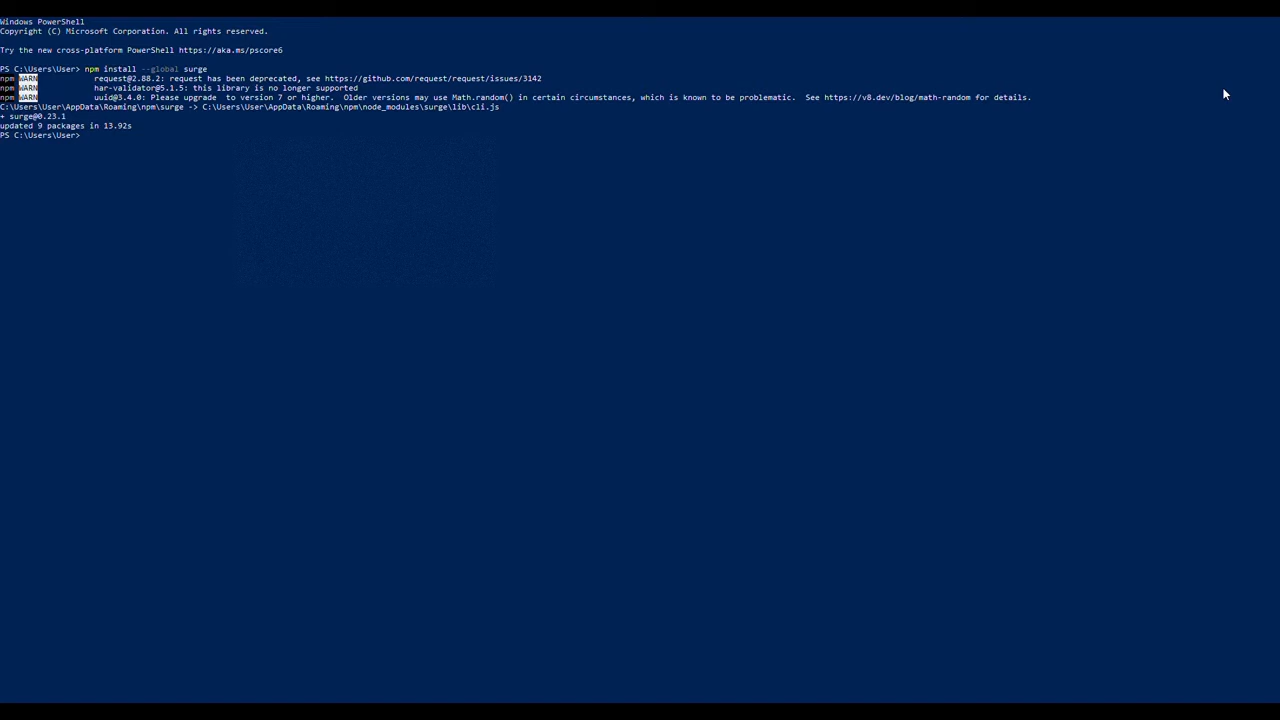 Windows PowerShell
Copyright (C) Microsoft Corporation. All rights reserved.
Try the new cross-platform PowerShell https://aka.ms/pscore6
PS C:\Users\User> npm install --global surge
npm WARN request@2.88.2: request has been deprecated, see https://github.com/request/request/issues/3142
npm WARN har-validator@5.1.5: this library is no longer supported
npm WARN uuid@3.4.0: Please upgrade  to version 7 or higher.  Older versions may use Math.random() in certain circumstances, which is known to be problematic.  See https://v8.dev/blog/math-random for details.
C:\Users\User\AppData\Roaming\npm\surge -> C:\Users\User\AppData\Roaming\npm\node_modules\surge\lib\cli.js
+ surge@0.23.1
updated 9 packages in 13.92s
PS C:\Users\User>